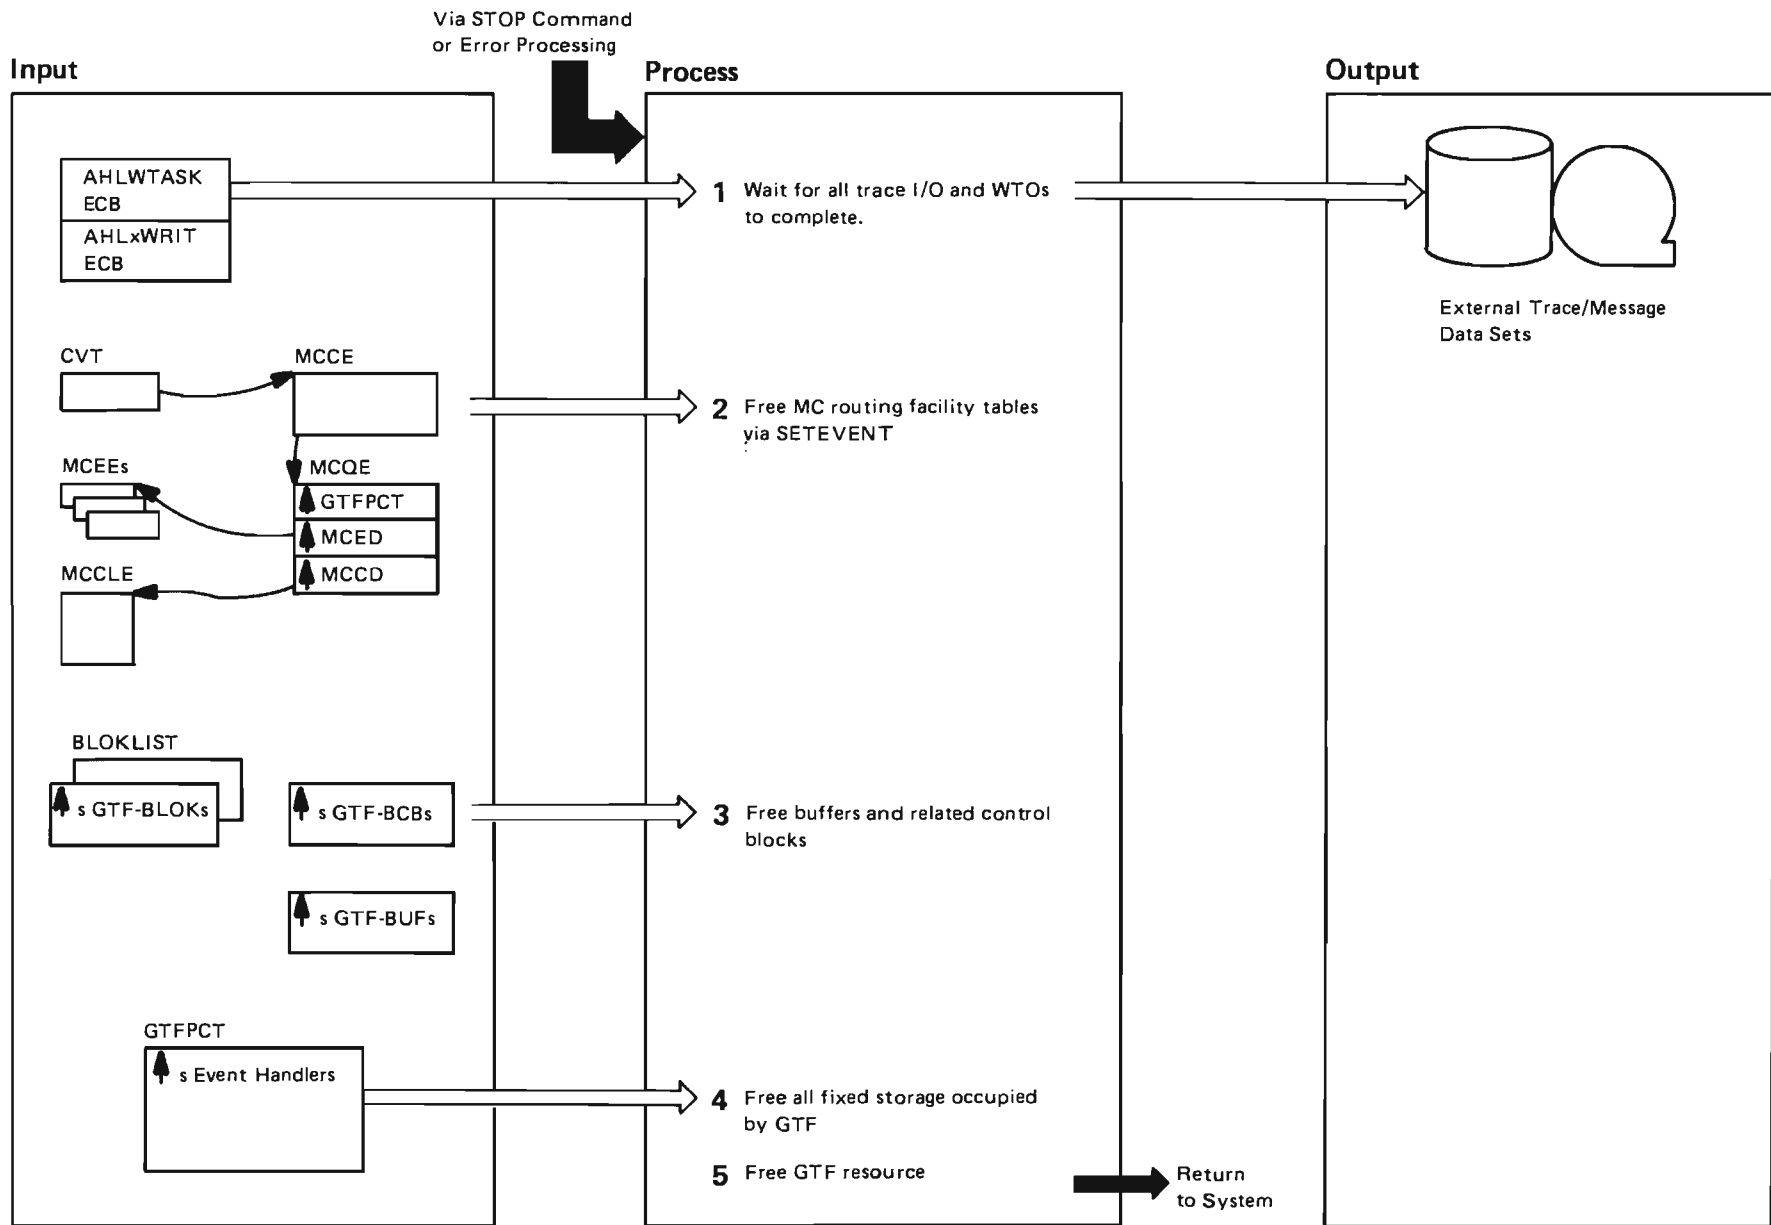 Via STOP Command
or Error Processing
Input
Process
Output
AHLWTASK
ECB
AHLxWRIT
ECB
1 Wait for all trace I/O and WTOs
to complete.
External Trace/Message
Data Sets
CVT
MCCE
2 Free MC routing facility tables
via SETEVENT
MCEEs
MCQE
GTFPCT
MCED
MCCD
MCCLE
BLOKLIST
s GTF-BLOKs
s GTF-BCBs
3 Free buffers and related control
blocks
s GTF-BUFs
GTFPCT
s Event Handlers
4 Free all fixed storage occupied
by GTF
5 Free GTF resource
Return
to System